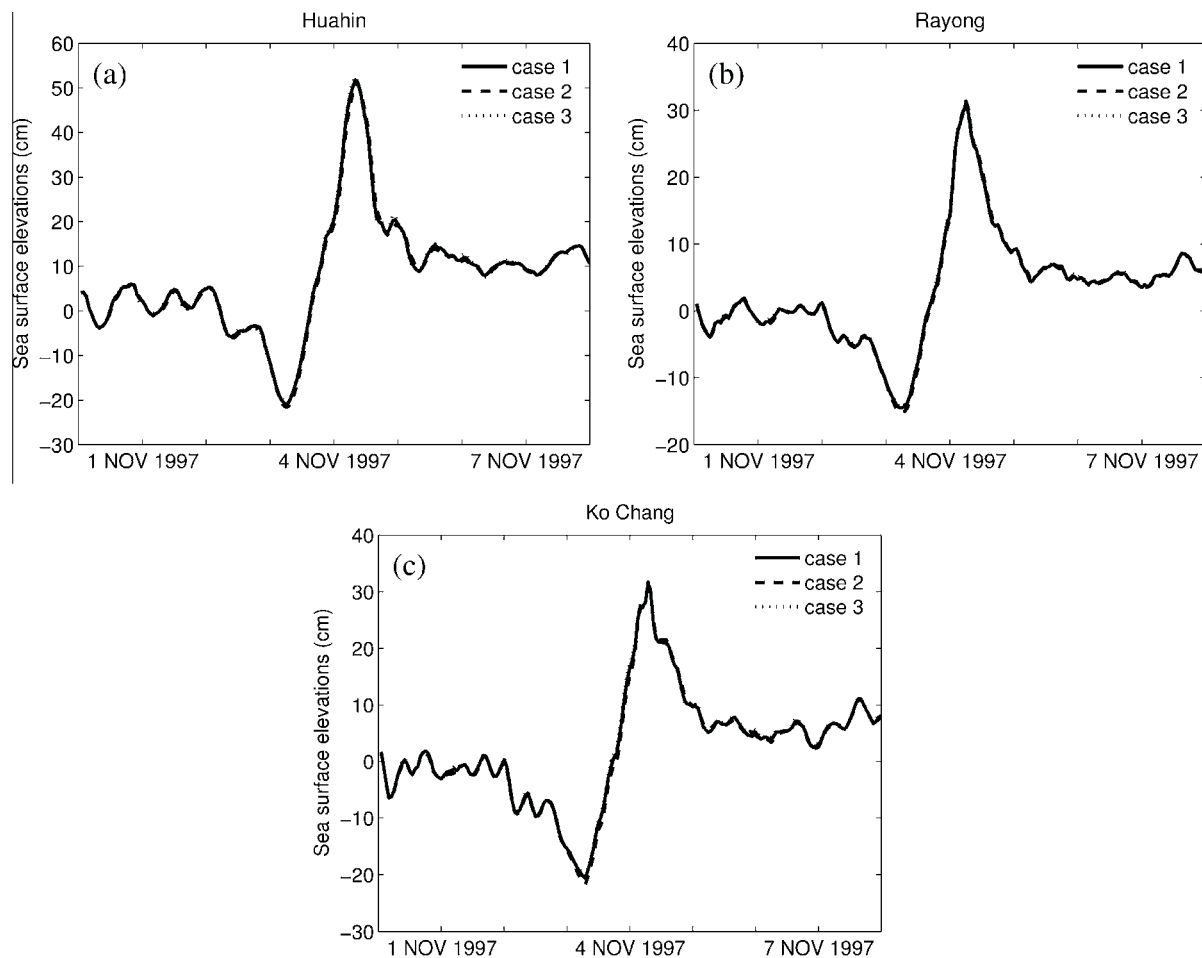 Huahin
(a)
case 1
case 2
case 3
Sea surface elevations (cm)
60
50
40
30
20
10
0
−10
−20
−30
1 NOV 1997
4 NOV 1997
7 NOV 1997
Rayong
(b)
case 1
case 2
case 3
Sea surface elevations (cm)
40
30
20
10
0
−10
−20
1 NOV 1997
4 NOV 1997
7 NOV 1997
Ko Chang
(c)
case 1
case 2
case 3
Sea surface elevations (cm)
40
30
20
10
0
−10
−20
−30
1 NOV 1997
4 NOV 1997
7 NOV 1997